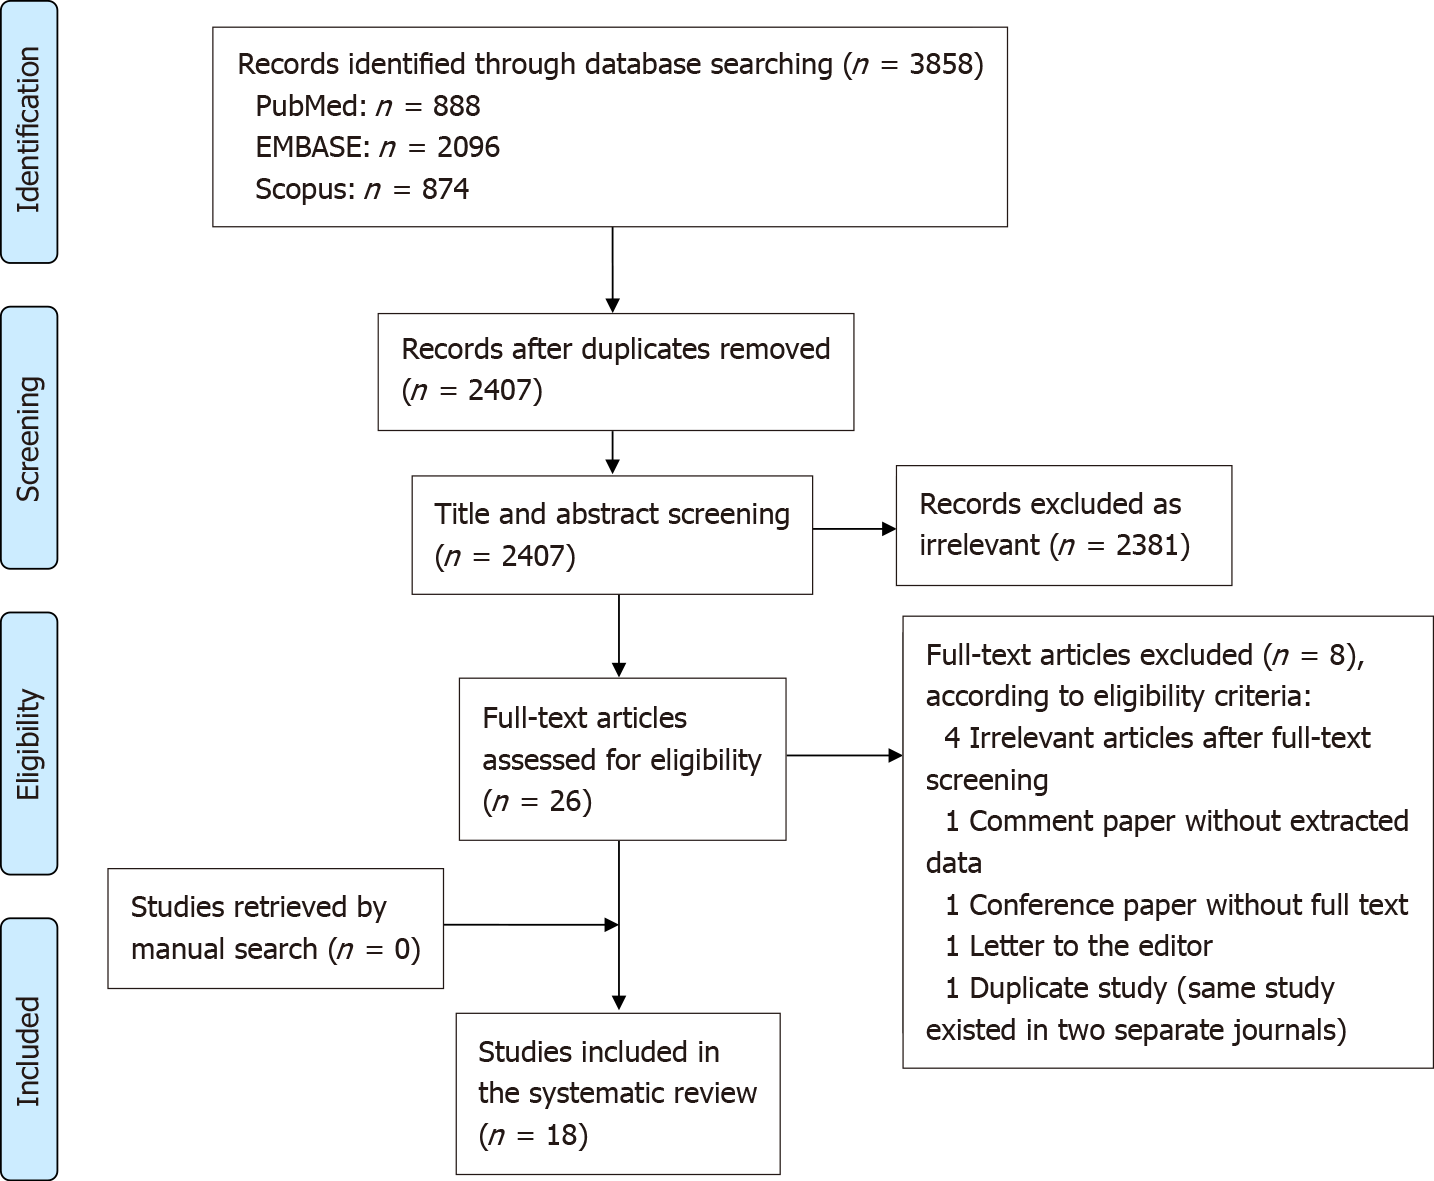 Identification
Records identified through database searching (n = 3858)
PubMed: n = 888
EMBASE: n = 2096
Scopus: n = 874
Screening
Records after duplicates removed
(n = 2407)
Title and abstract screening
(n = 2407)
Records excluded as
irrelevant (n = 2381)
Eligibility
Full-text articles
assessed for eligibility
(n = 26)
Full-text articles excluded (n = 8),
according to eligibility criteria:
4 Irrelevant articles after full-text
screening
1 Comment paper without extracted
data
1 Conference paper without full text
1 Letter to the editor
1 Duplicate study (same study
existed in two separate journals)
Studies retrieved by
manual search (n = 0)
Included
Studies included in
the systematic review
(n = 18)